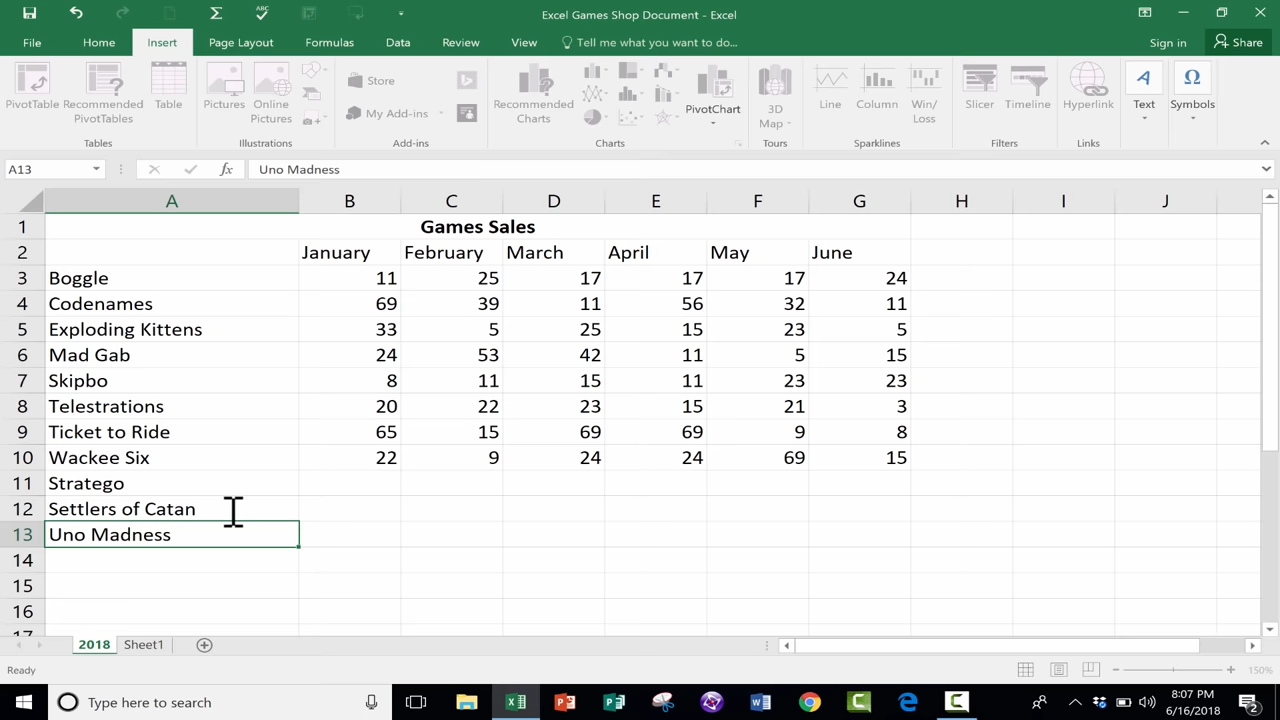 Excel Games Shop Document - Excel
File Home Insert Page Layout Formulas Data Review View Tell me what you want to do... Sign in Share
PivotTable Recommended PivotTables Table Pictures Online Pictures Store My Add-ins Recommended Charts PivotChart 3D Map Line Column Win/Loss Slicer Timeline Hyperlink Text Symbols
Tables Illustrations Add-ins Charts Tours Sparklines Filters Links
A13 fx Uno Madness
A B C D E F G H I J
1 Games Sales
2 January February March April May June
3 Boggle 11 25 17 17 17 24
4 Codenames 69 39 11 56 32 11
5 Exploding Kittens 33 5 25 15 23 5
6 Mad Gab 24 53 42 11 5 15
7 Skipbo 8 11 15 11 23 23
8 Telestrations 20 22 23 15 21 3
9 Ticket to Ride 65 15 69 69 9 8
10 Wackee Six 22 9 24 24 69 15
11 Stratego
12 Settlers of Catan
13 Uno Madness
14
15
16
17
2018 Sheet1
Ready 150%
Type here to search 8:07 PM
6/16/2018 2